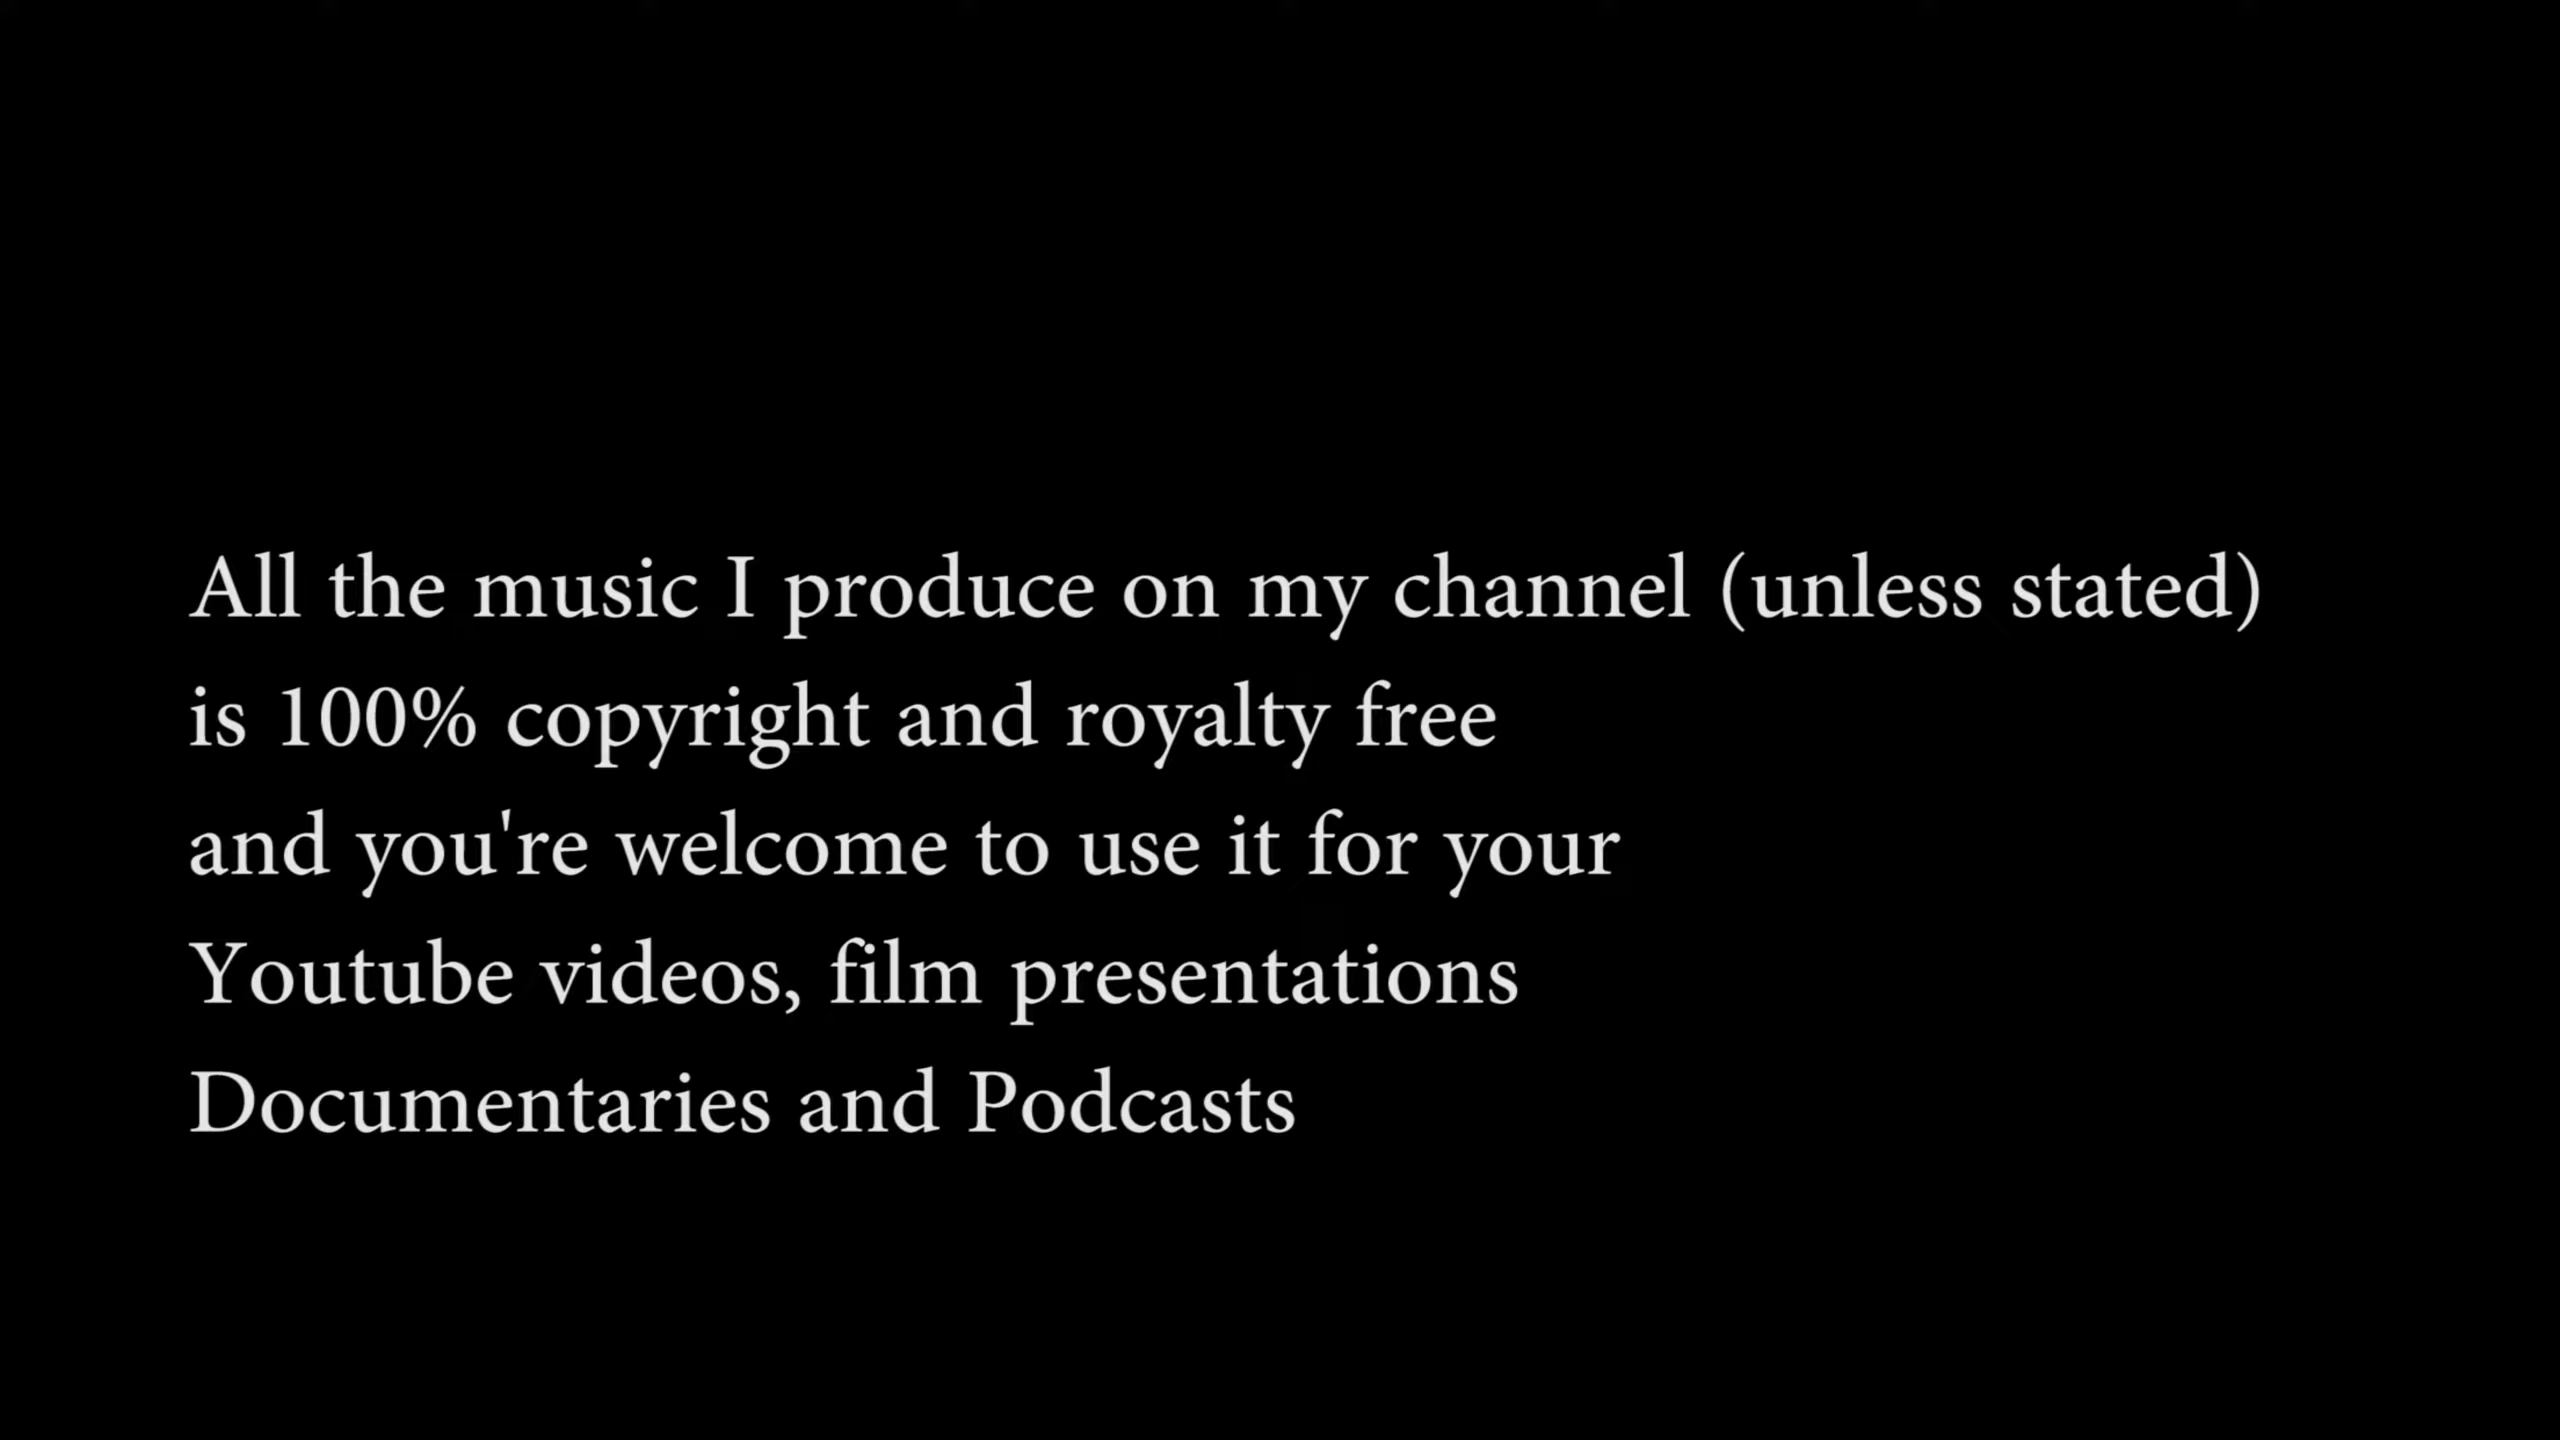 All the music I produce on my channel (unless stated)
is 100% copyright and royalty free
and you're welcome to use it for your
Youtube videos, film presentations
Documentaries and Podcasts